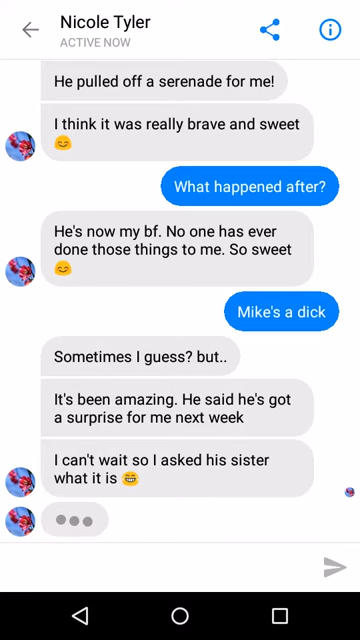 Nicole Tyler
ACTIVE NOW
He pulled off a serenade for me!
I think it was really brave and sweet
😊
What happened after?
He's now my bf. No one has ever
done those things to me. So sweet
😊
Mike's a dick
Sometimes I guess? but..
It's been amazing. He said he's got
a surprise for me next week
I can't wait so I asked his sister
what it is 😁